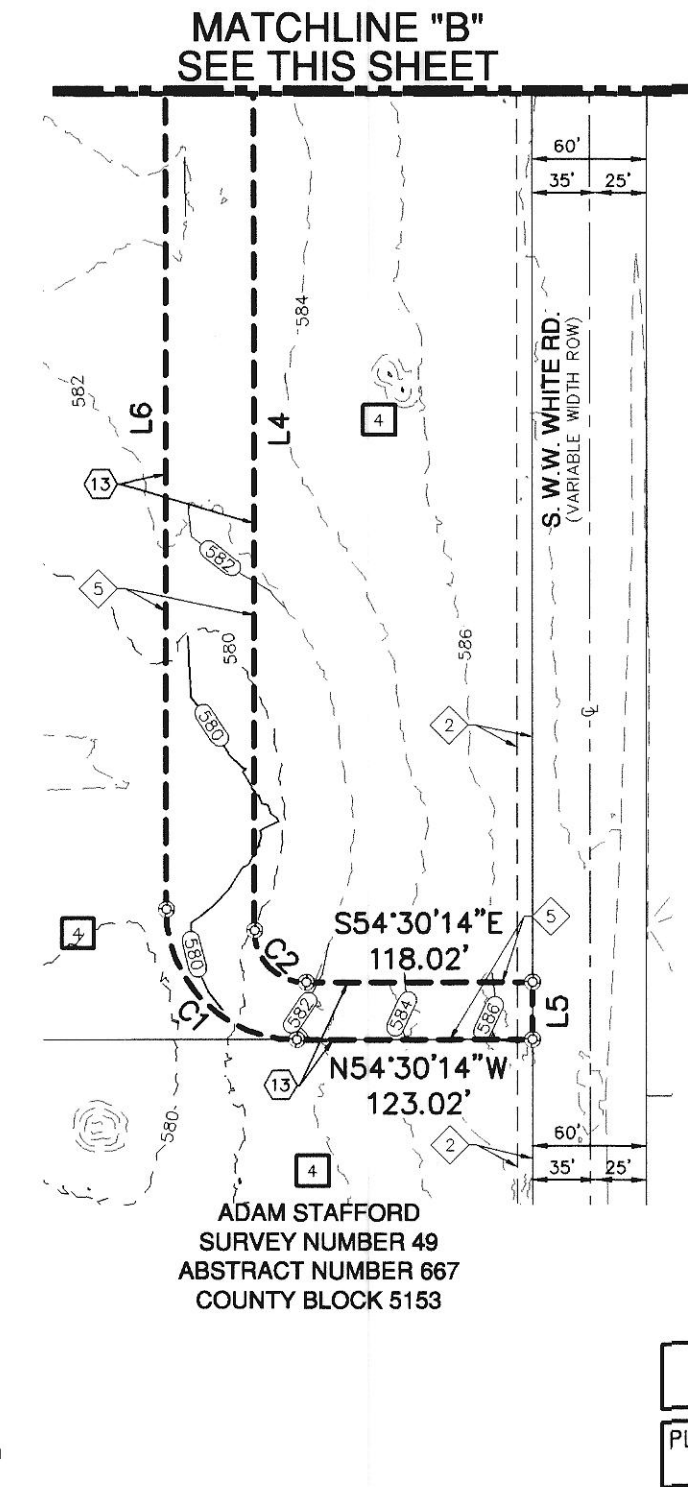 MATCHLINE "B"
SEE THIS SHEET
60'
35' 25'
584
S. W.W. WHITE RD.
(VARIABLE WIDTH ROW)
582
L6
L4
4
13
582
5
580
586
580
2
℄
4
S54°30'14"E
118.02'
5
C2
580
C1
582
584
586
L5
13
N54°30'14"W
123.02'
580
2
60'
35' 25'
4
ADAM STAFFORD
SURVEY NUMBER 49
ABSTRACT NUMBER 667
COUNTY BLOCK 5153